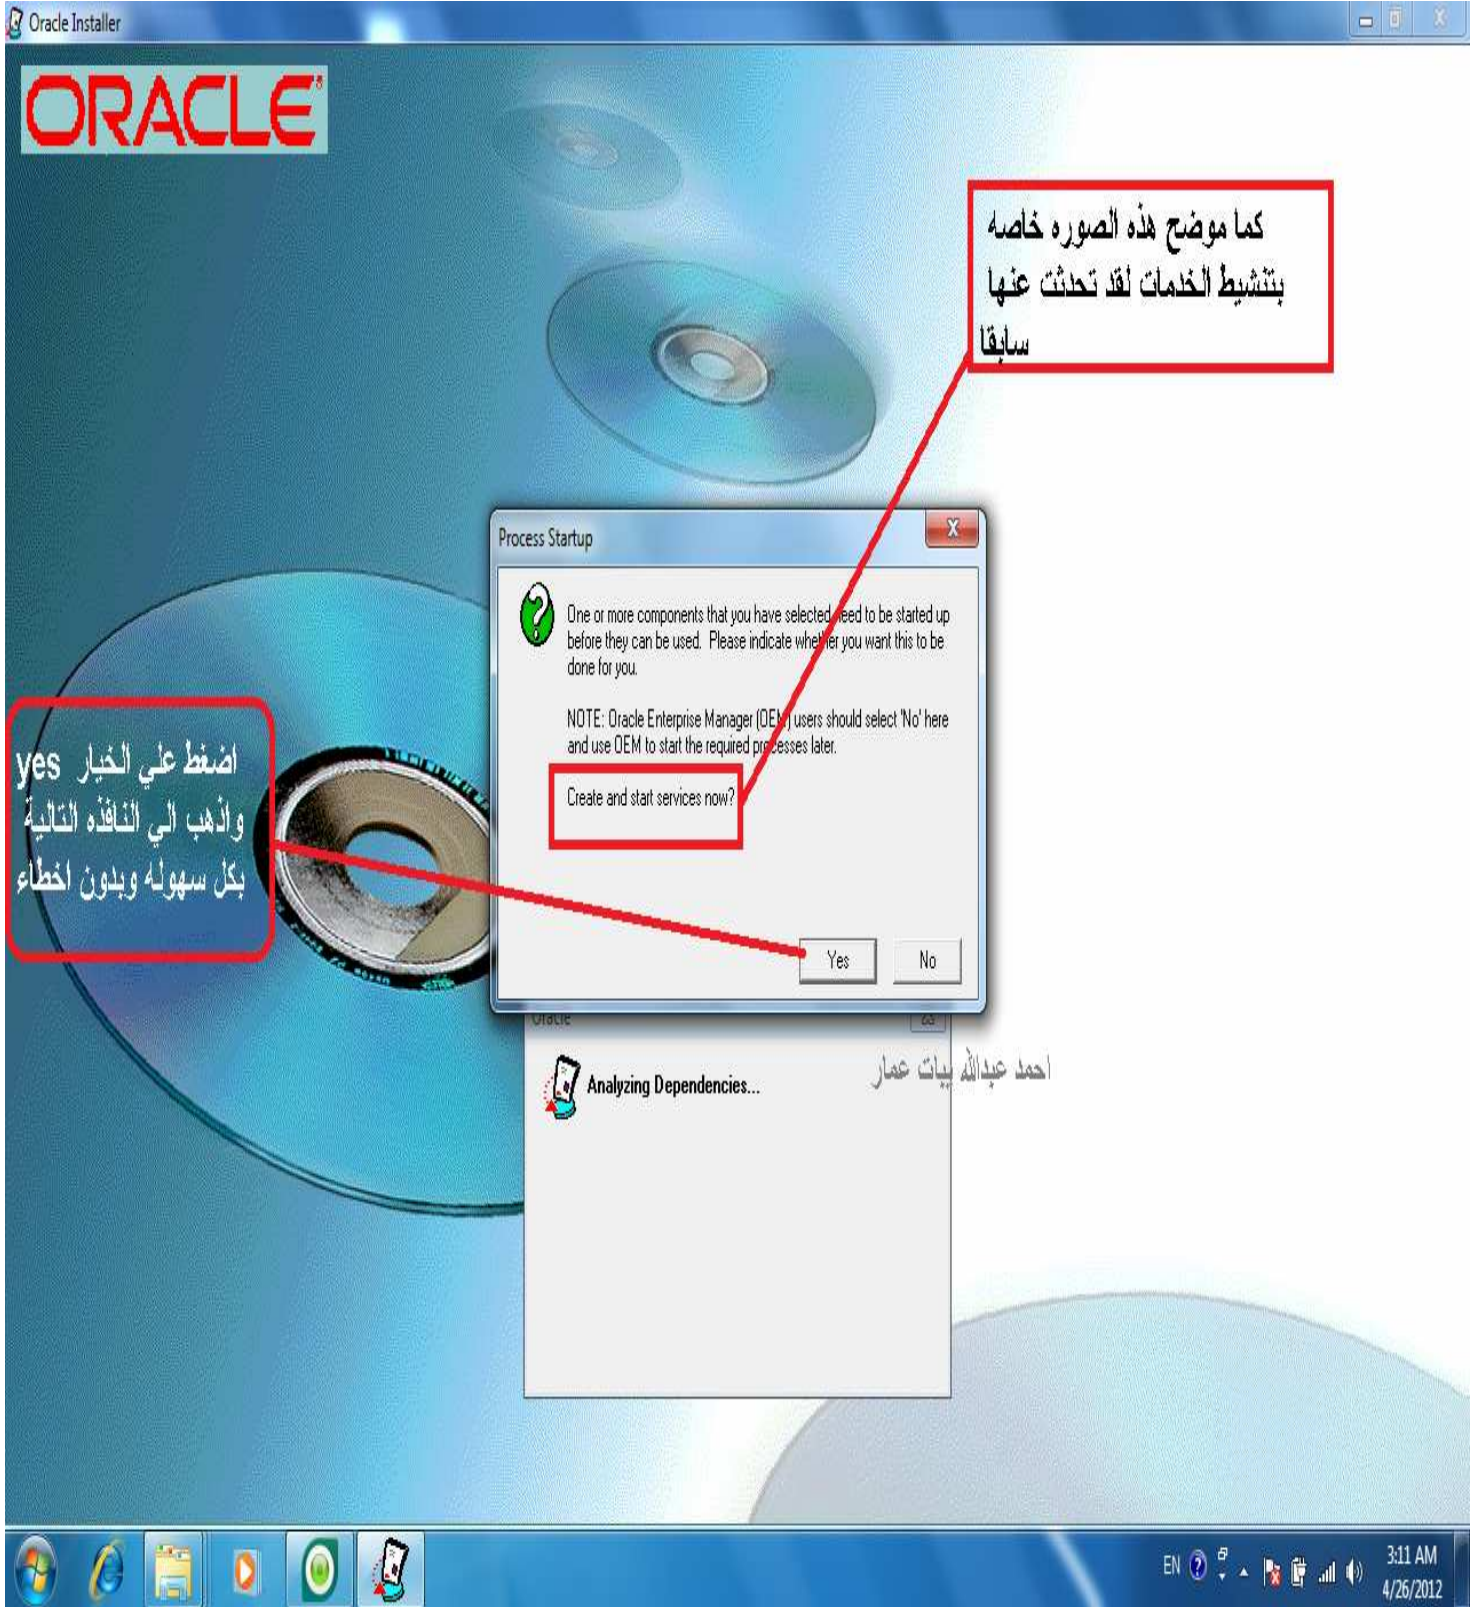 Oracle Installer
ORACLE
كما موضح هذه الصوره خاصه
بتنشيط الخدمات لقد تحدثت عنها
سابقا
Process Startup
One or more components that you have selected need to be started up
before they can be used. Please indicate whether you want this to be
done for you.
NOTE: Oracle Enterprise Manager (OEM) users should select 'No' here
and use OEM to start the required processes later.
Create and start services now?
اضغط علي الخيار yes
واذهب الي النافذه التالية
بكل سهوله وبدون اخطاء
Yes
No
Oracle
Analyzing Dependencies...
احمد عبدالله بيات عمار
EN
3:11 AM
4/26/2012